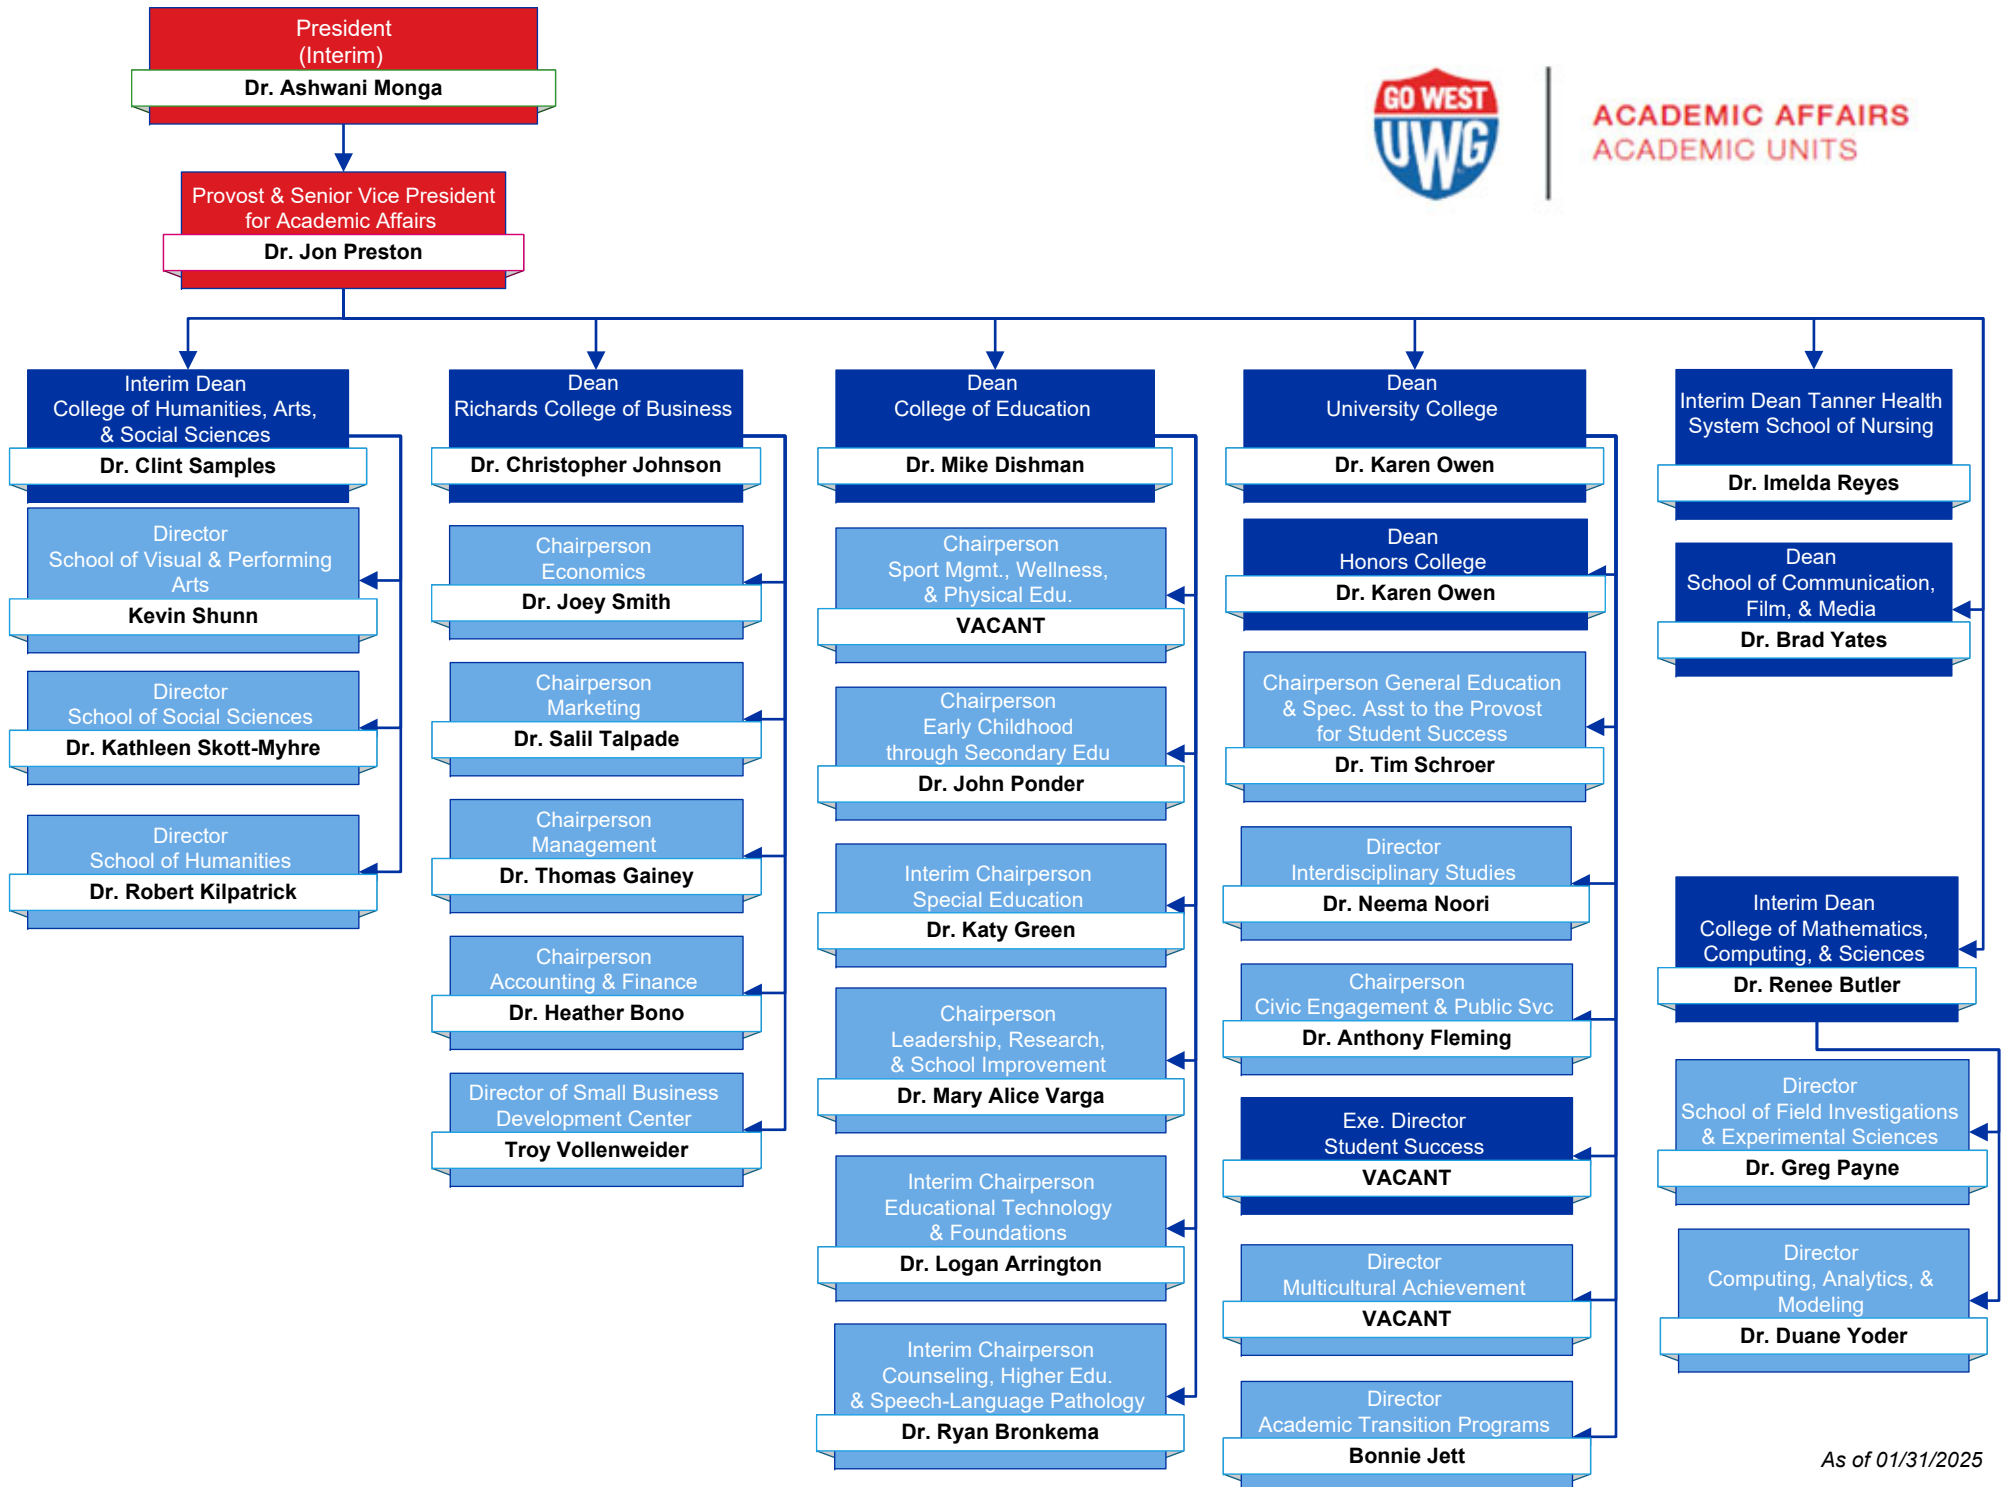 President
(Interim)
Dr. Ashwani Monga
GO WEST
UWG
ACADEMIC AFFAIRS
ACADEMIC UNITS
Provost & Senior Vice President
for Academic Affairs
Dr. Jon Preston
Interim Dean
College of Humanities, Arts,
& Social Sciences
Dr. Clint Samples
Director
School of Visual & Performing
Arts
Kevin Shunn
Director
School of Social Sciences
Dr. Kathleen Skott-Myhre
Director
School of Humanities
Dr. Robert Kilpatrick
Dean
Richards College of Business
Dr. Christopher Johnson
Chairperson
Economics
Dr. Joey Smith
Chairperson
Marketing
Dr. Salil Talpade
Chairperson
Management
Dr. Thomas Gainey
Chairperson
Accounting & Finance
Dr. Heather Bono
Director of Small Business
Development Center
Troy Vollenweider
Dean
College of Education
Dr. Mike Dishman
Chairperson
Sport Mgmt., Wellness,
& Physical Edu.
VACANT
Chairperson
Early Childhood
through Secondary Edu
Dr. John Ponder
Interim Chairperson
Special Education
Dr. Katy Green
Chairperson
Leadership, Research,
& School Improvement
Dr. Mary Alice Varga
Interim Chairperson
Educational Technology
& Foundations
Dr. Logan Arrington
Interim Chairperson
Counseling, Higher Edu.
& Speech-Language Pathology
Dr. Ryan Bronkema
Dean
University College
Dr. Karen Owen
Dean
Honors College
Dr. Karen Owen
Chairperson General Education
& Spec. Asst to the Provost
for Student Success
Dr. Tim Schroer
Director
Interdisciplinary Studies
Dr. Neema Noori
Chairperson
Civic Engagement & Public Svc
Dr. Anthony Fleming
Exe. Director
Student Success
VACANT
Director
Multicultural Achievement
VACANT
Director
Academic Transition Programs
Bonnie Jett
Interim Dean Tanner Health
System School of Nursing
Dr. Imelda Reyes
Dean
School of Communication,
Film, & Media
Dr. Brad Yates
Interim Dean
College of Mathematics,
Computing, & Sciences
Dr. Renee Butler
Director
School of Field Investigations
& Experimental Sciences
Dr. Greg Payne
Director
Computing, Analytics, &
Modeling
Dr. Duane Yoder
As of 01/31/2025